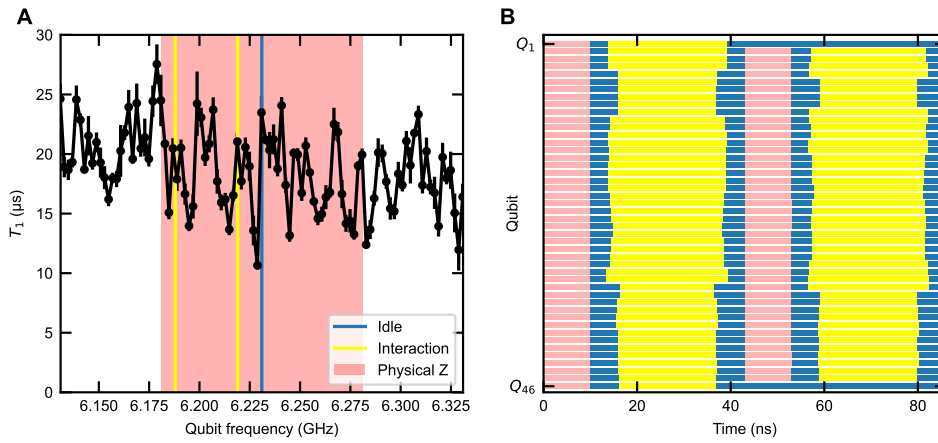 A
30
25
20
15
10
5
0
T₁ (µs)
6.150 6.175 6.200 6.225 6.250 6.275 6.300 6.325
Qubit frequency (GHz)
Idle
Interaction
Physical Z
B
Q₁
Qubit
Q₄₆
0 20 40 60 80
Time (ns)